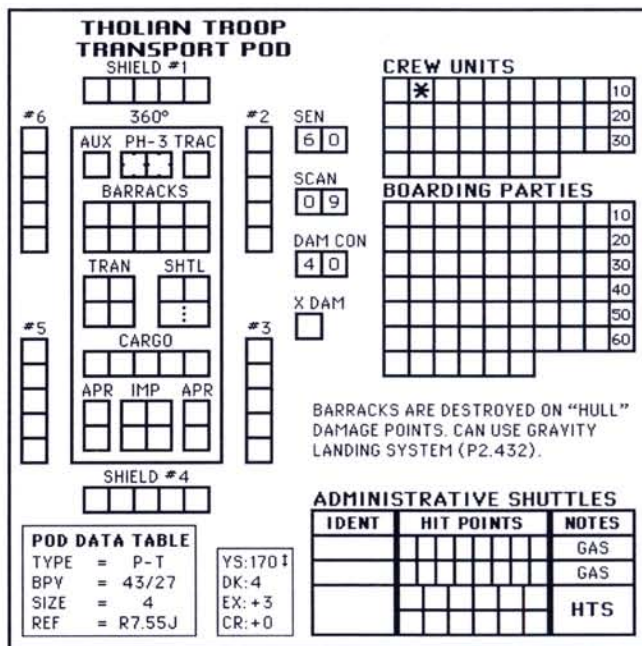 THOLIAN TROOP
TRANSPORT POD
SHIELD #1
#6
360°
#2
AUX PH-3 TRAC
BARRACKS
TRAN SHTL
#5
#3
CARGO
APR IMP APR
SHIELD #4
SEN
6 0
SCAN
0 9
DAM CON
4 0
X DAM
CREW UNITS
10
20
30
BOARDING PARTIES
10
20
30
40
50
60
BARRACKS ARE DESTROYED ON "HULL"
DAMAGE POINTS. CAN USE GRAVITY
LANDING SYSTEM (P2.432).
POD DATA TABLE
TYPE = P-T
BPY = 43/27
SIZE = 4
REF = R7.55J
YS:170‡
DK:4
EX:+3
CR:+0
ADMINISTRATIVE SHUTTLES
IDENT HIT POINTS NOTES
GAS
GAS
HTS